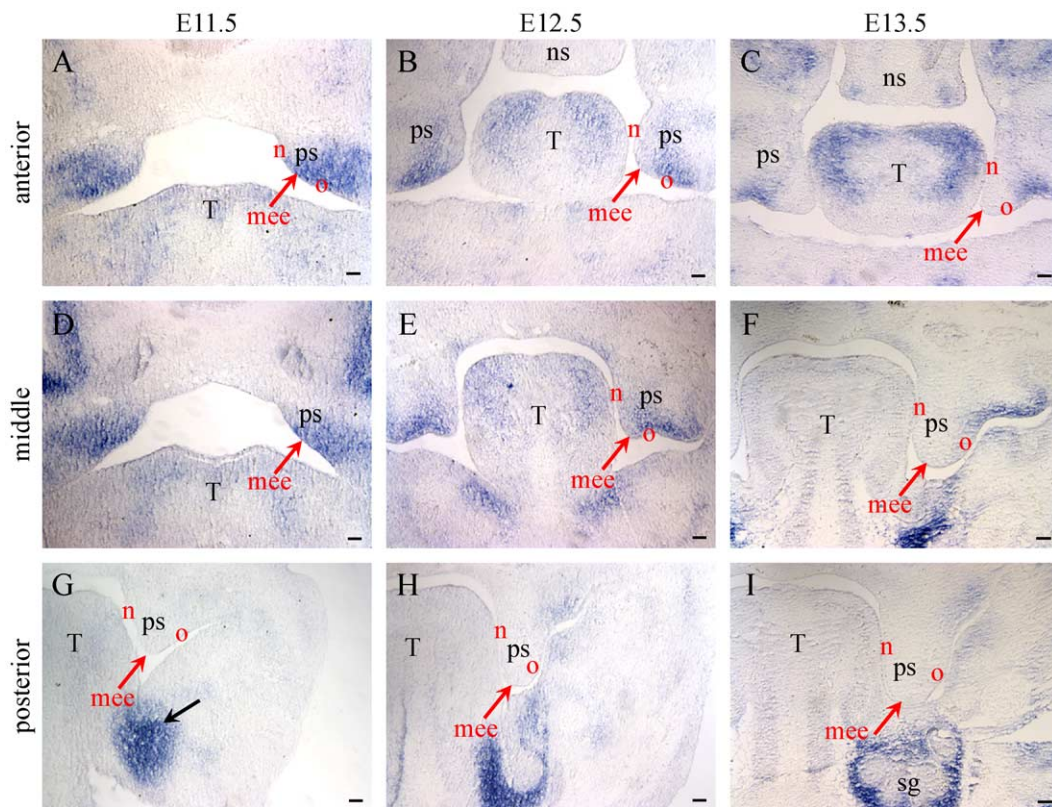 E11.5 E12.5 E13.5
anterior
A
n ps
o
T
mee
B
ns
ps T n ps
o
mee
C
ns
ps T n
o
mee
middle
D
ps
mee
T
E
T n ps
o
mee
F
T n ps o
mee
posterior
G
n ps o
T
mee
H
T n
ps
o
mee
I
T n
ps o
mee
sg